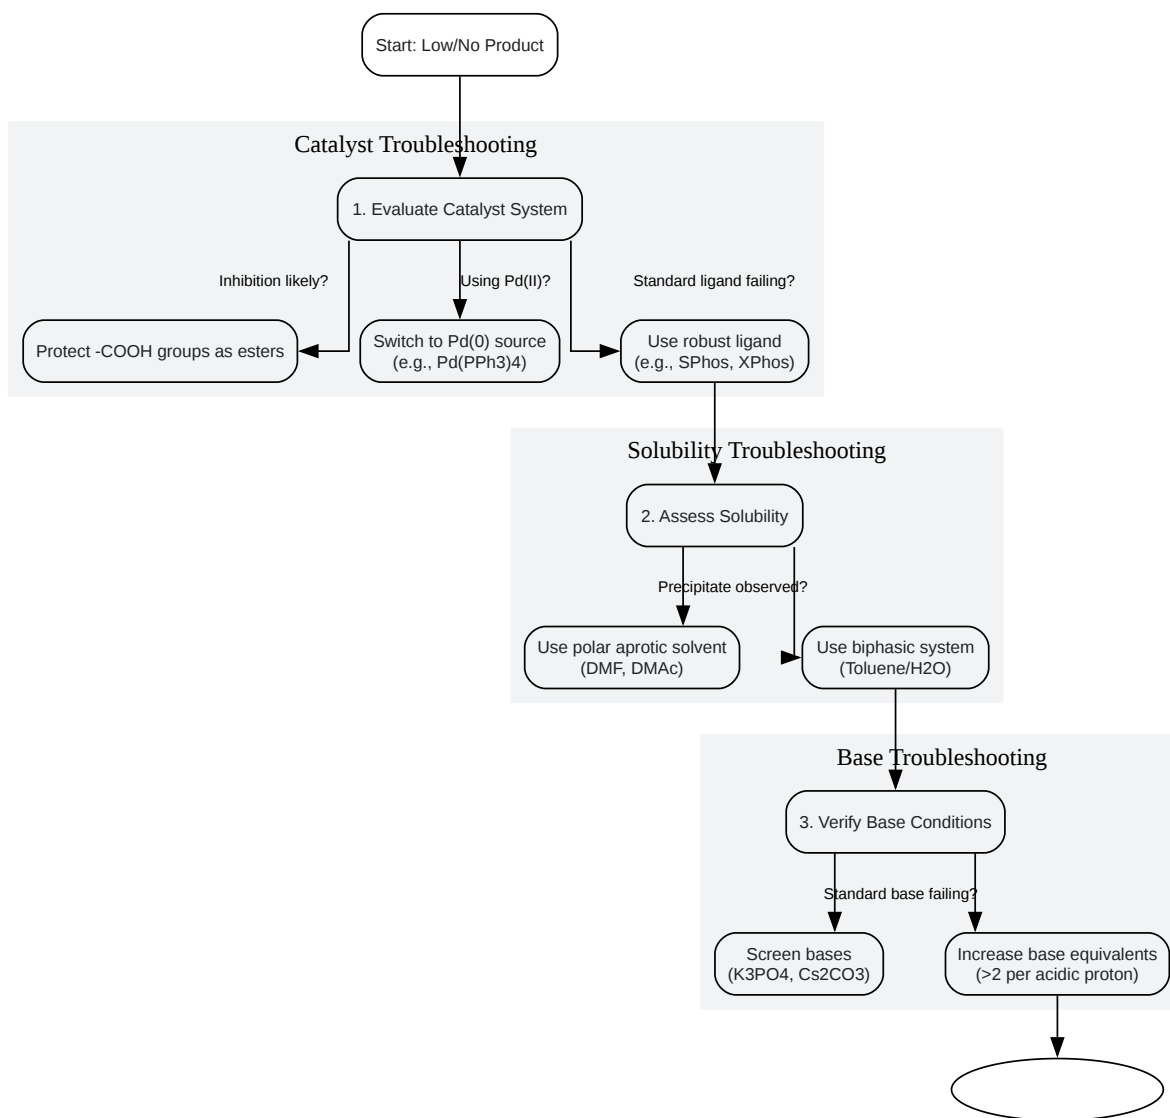 Start: Low/No Product
Catalyst Troubleshooting
1. Evaluate Catalyst System
Inhibition likely?
Using Pd(II)?
Standard ligand failing?
Protect -COOH groups as esters
Switch to Pd(0) source
(e.g., Pd(PPh3)4)
Use robust ligand
(e.g., SPhos, XPhos)
Solubility Troubleshooting
2. Assess Solubility
Precipitate observed?
Use polar aprotic solvent
(DMF, DMAc)
Use biphasic system
(Toluene/H2O)
Base Troubleshooting
3. Verify Base Conditions
Standard base failing?
Screen bases
(K3PO4, Cs2CO3)
Increase base equivalents
(>2 per acidic proton)